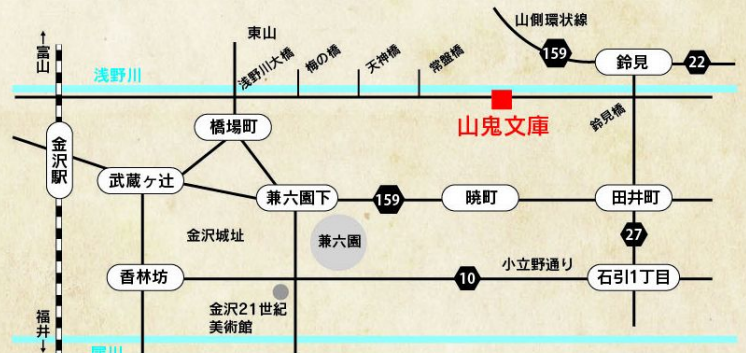 山側環状線
159
鈴見
22
東山
浅野川大橋
梅の橋
天神橋
常盤橋
↑富山
浅野川
山鬼文庫
鈴見橋
橋場町
金沢駅
武蔵ヶ辻
兼六園下
159
暁町
田井町
金沢城址
兼六園
27
小立野通り
香林坊
10
石引1丁目
金沢21世紀
美術館
福井↓